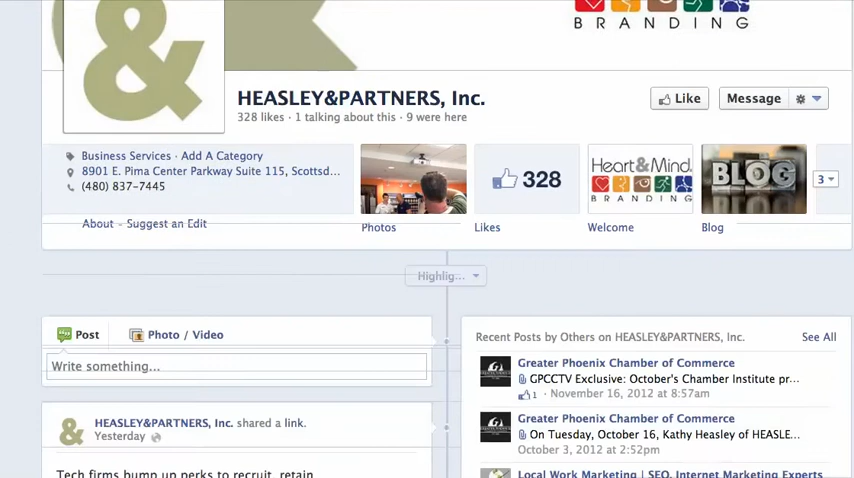 &
BRANDING
HEASLEY&PARTNERS, Inc.
328 likes · 1 talking about this · 9 were here
Like
Message
Business Services · Add A Category
8901 E. Pima Center Parkway Suite 115, Scottsd...
(480) 837-7445
About - Suggest an Edit
328
Heart&Mind
BRANDING
BLOG
3
Photos
Likes
Welcome
Blog
Highlig...
Post
Photo / Video
Write something...
HEASLEY&PARTNERS, Inc. shared a link.
Yesterday
Tech firms bump up perks to recruit, retain
Recent Posts by Others on HEASLEY&PARTNERS, Inc.
See All
Greater Phoenix Chamber of Commerce
GPCCTV Exclusive: October's Chamber Institute pr...
1 · November 16, 2012 at 8:57am
Greater Phoenix Chamber of Commerce
On Tuesday, October 16, Kathy Heasley of HEASLE...
October 3, 2012 at 2:52pm
Local Work Marketing | SEO, Internet Marketing Experts